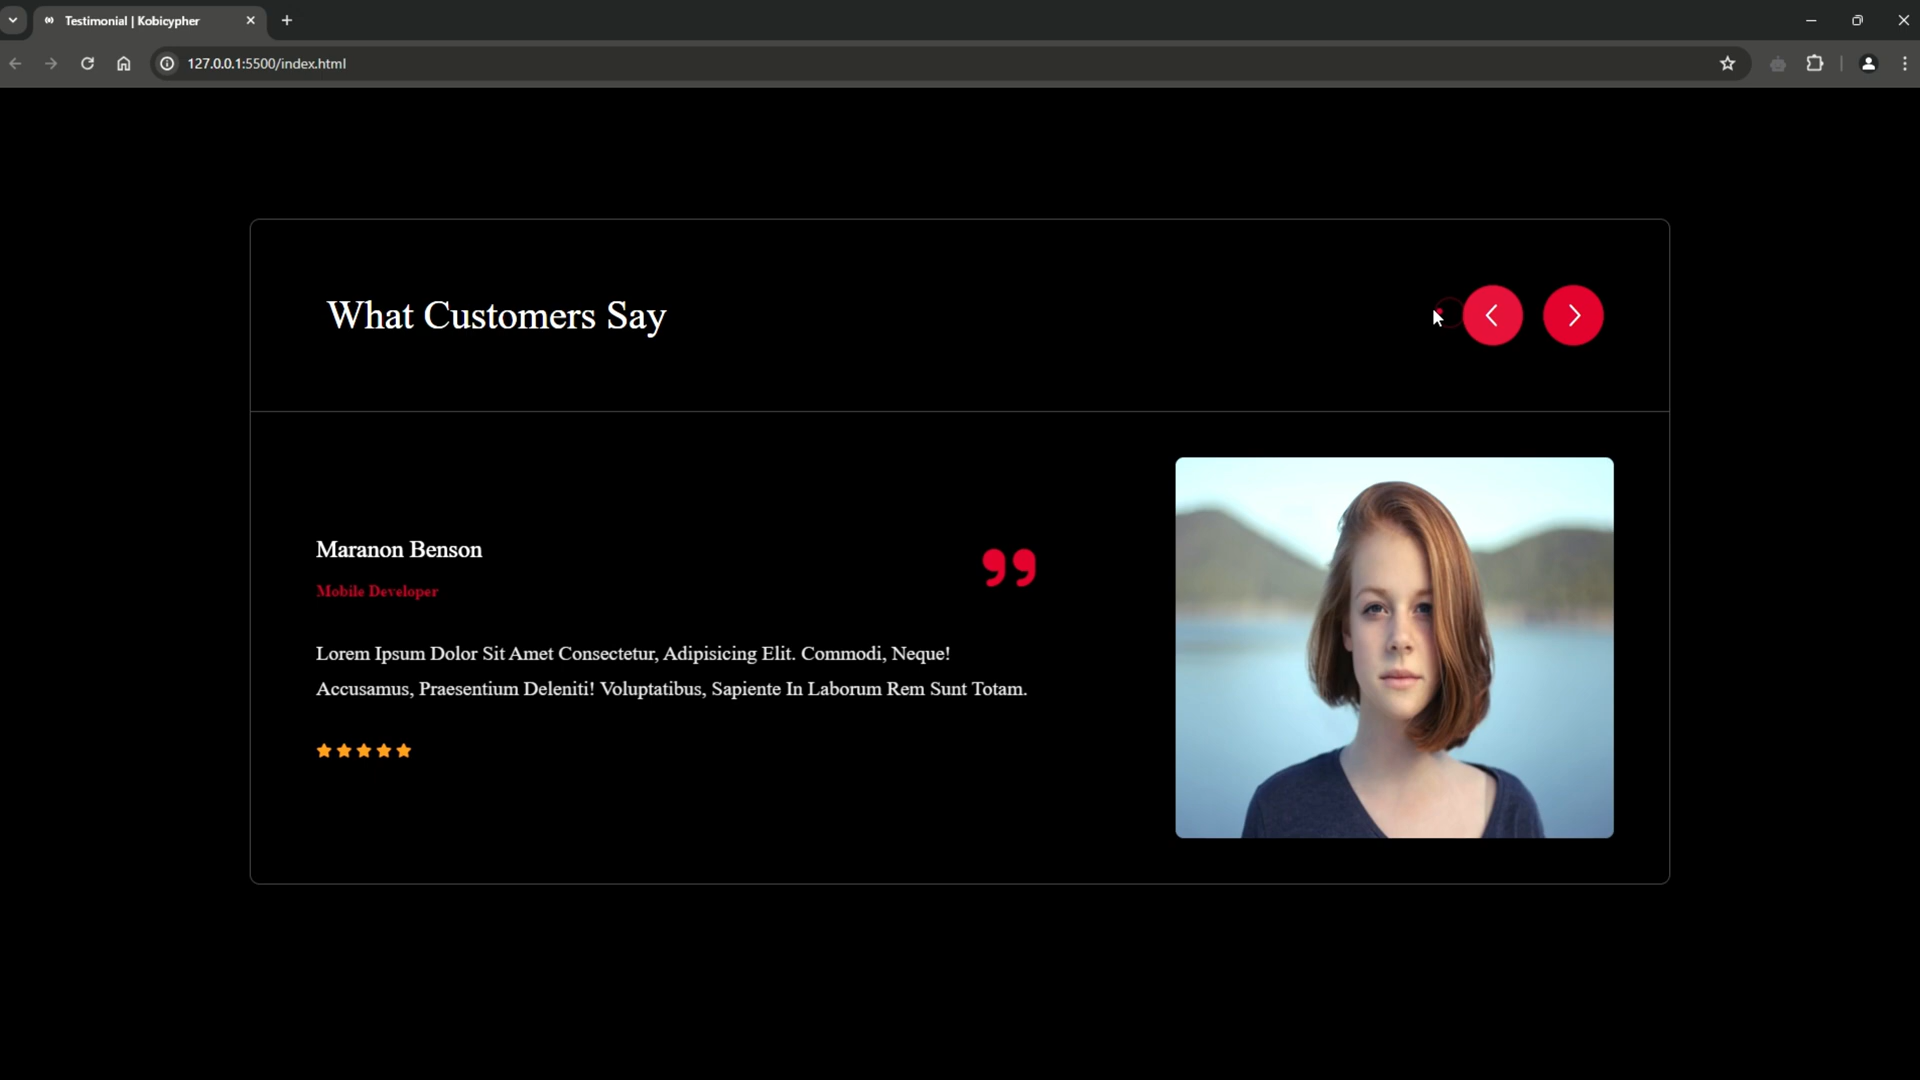 Testimonial | Kobicypher
127.0.0.1:5500/index.html
What Customers Say
Maranon Benson
Mobile Developer
Lorem Ipsum Dolor Sit Amet Consectetur, Adipisicing Elit. Commodi, Neque!
Accusamus, Praesentium Deleniti! Voluptatibus, Sapiente In Laborum Rem Sunt Totam.